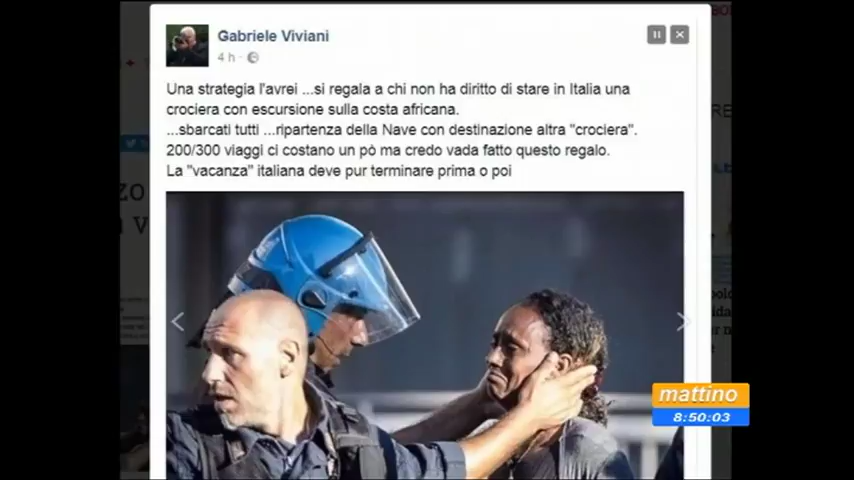 Gabriele Viviani
4 h
Una strategia l'avrei ...si regala a chi non ha diritto di stare in Italia una
crociera con escursione sulla costa africana.
...sbarcati tutti ...ripartenza della Nave con destinazione altra "crociera".
200/300 viaggi ci costano un pò ma credo vada fatto questo regalo.
La "vacanza" italiana deve pur terminare prima o poi
mattino
8:50:03